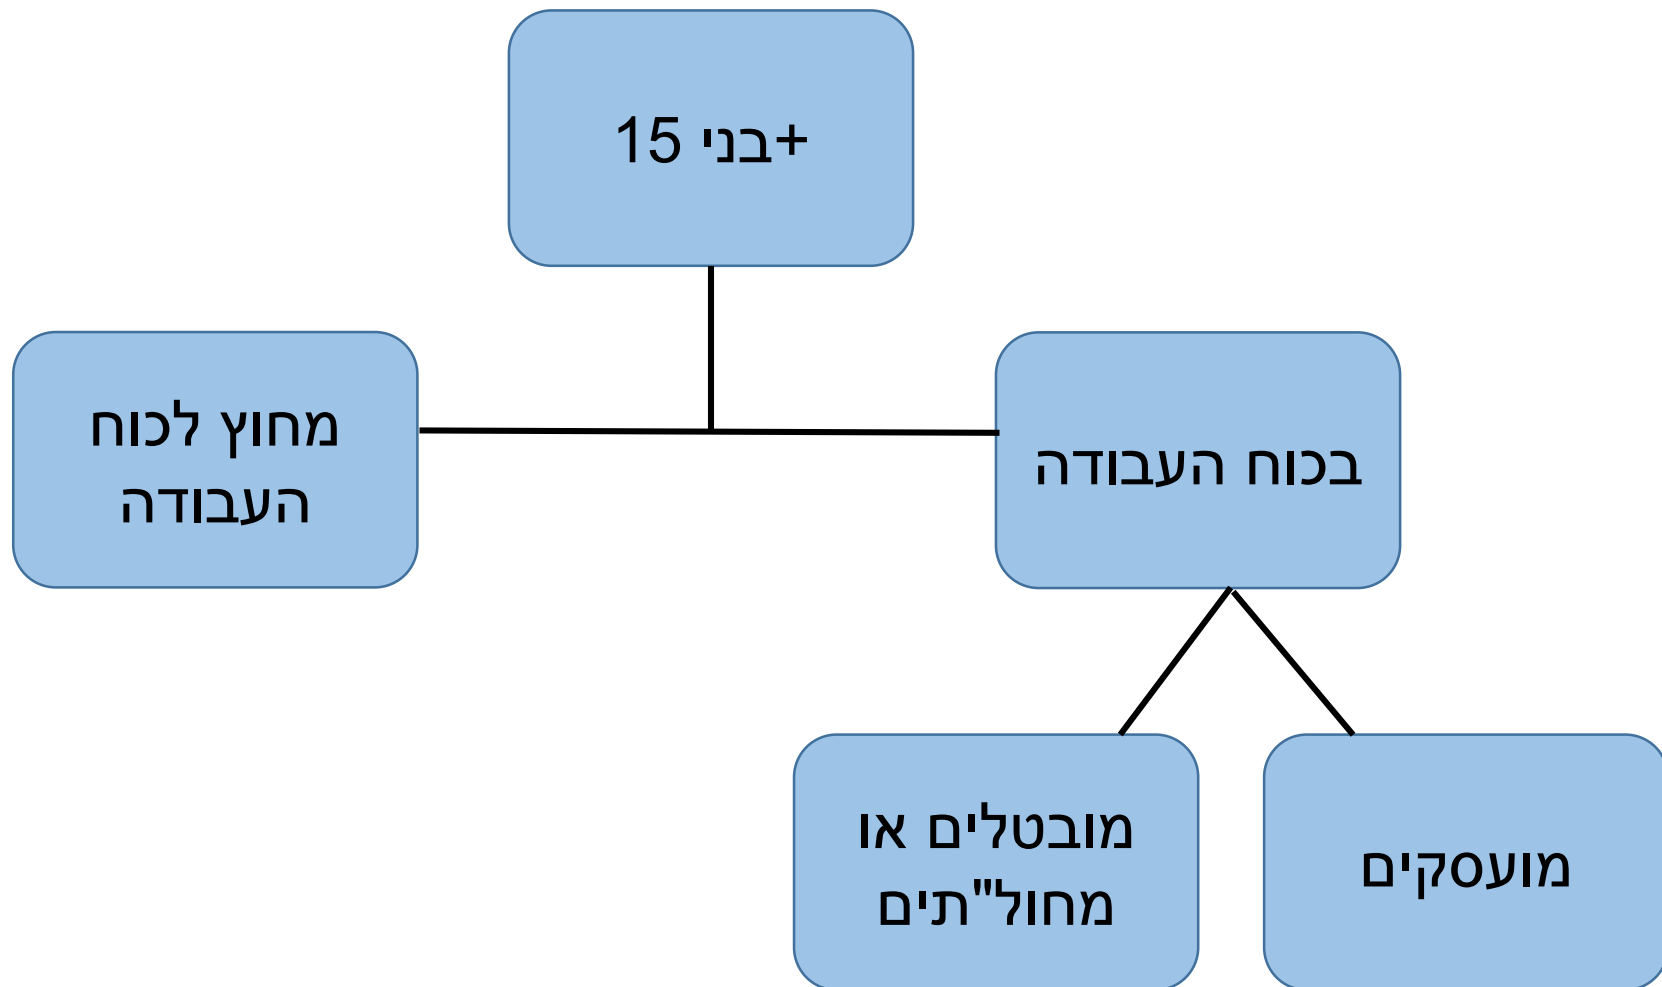 בני 15+
בכוח העבודה
מחוץ לכוח
העבודה
מועסקים
מובטלים או
מחול"תים